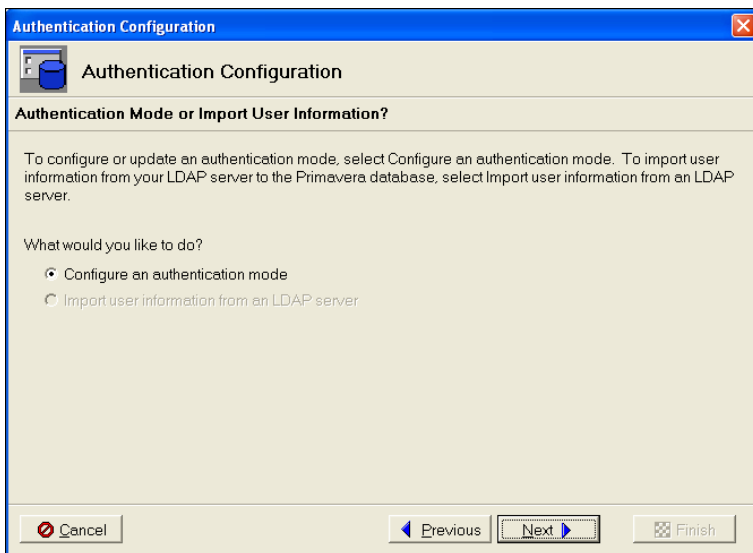 Authentication Configuration
Authentication Configuration
Authentication Mode or Import User Information?
To configure or update an authentication mode, select Configure an authentication mode. To import user
information from your LDAP server to the Primavera database, select Import user information from an LDAP
server.
What would you like to do?
Configure an authentication mode
Import user information from an LDAP server
Cancel
Previous
Next
Finish